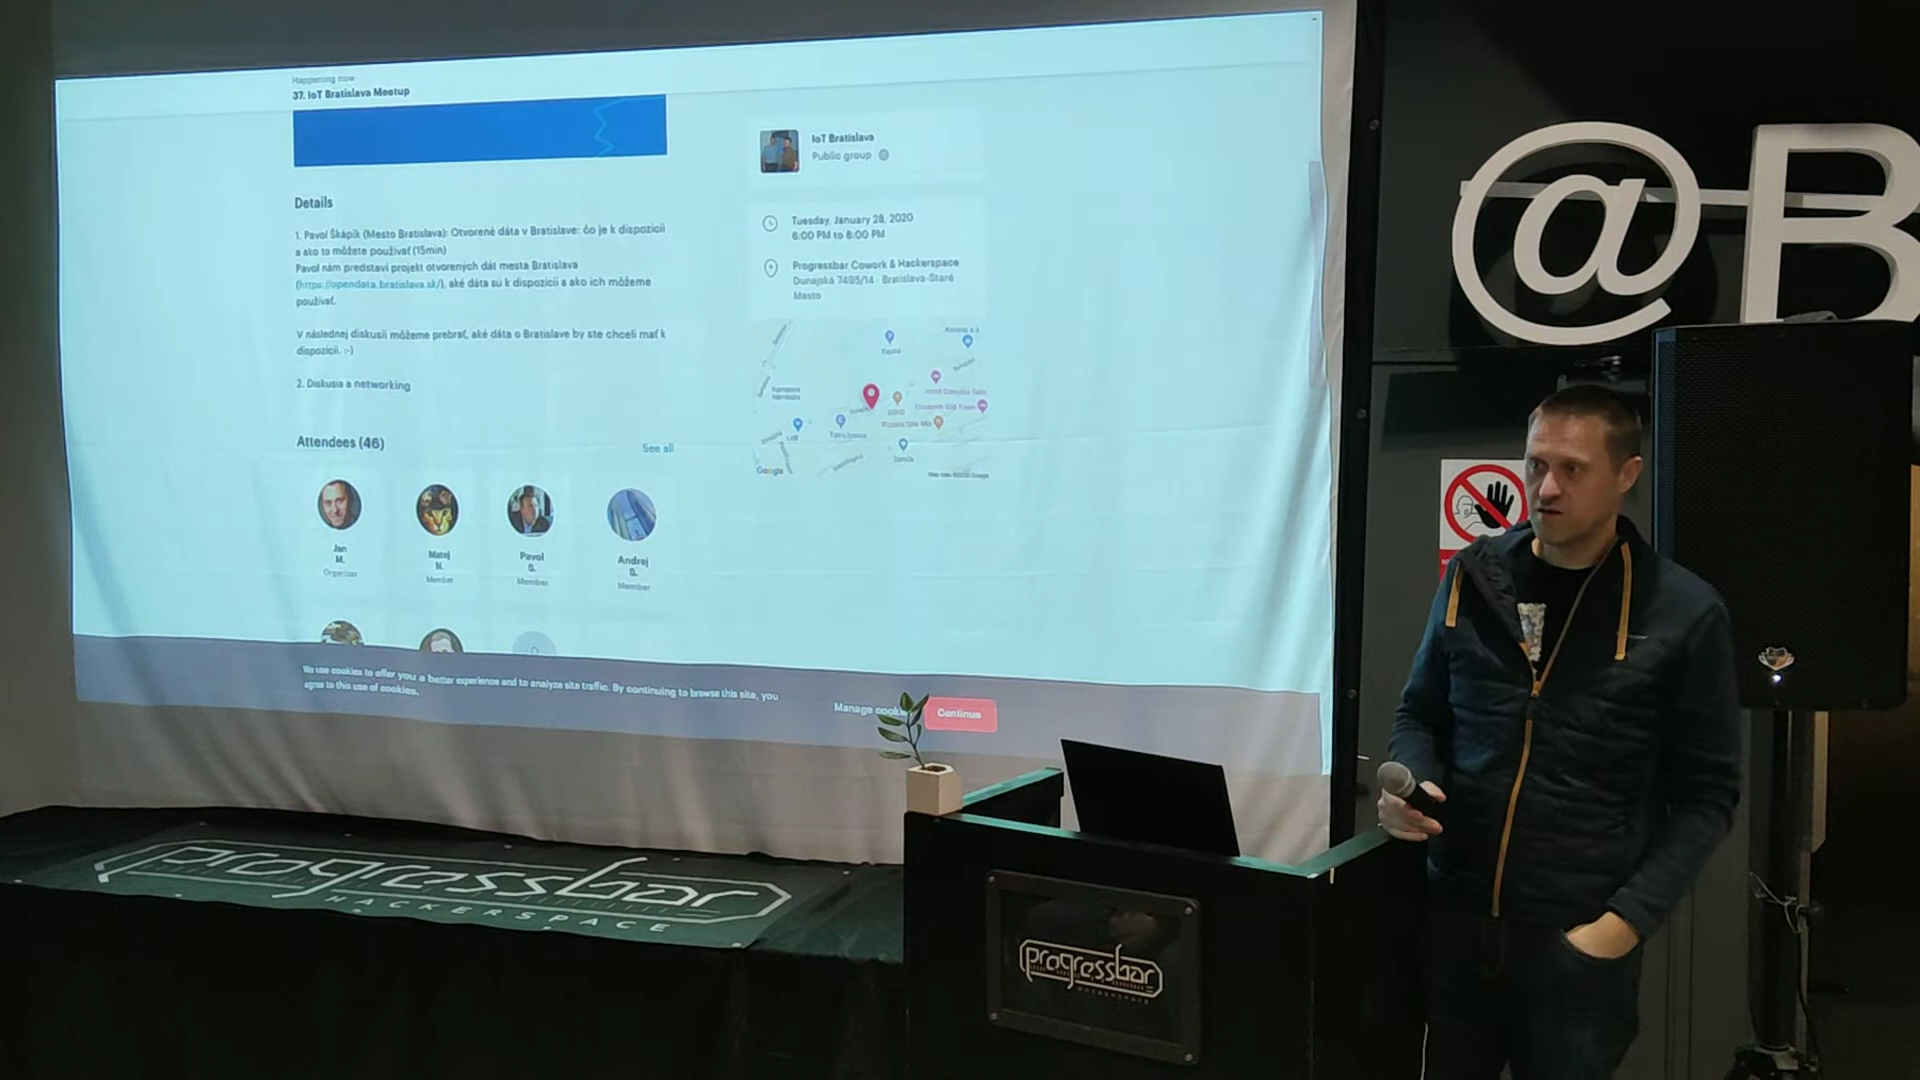 Happening now
37. IoT Bratislava Meetup
Details
1. Pavol Škápik (Mesto Bratislava): Otvorené dáta v Bratislave: čo je k dispozícii
a ako to môžete používať (15min)
Pavol nám predstaví projekt otvorených dát mesta Bratislava
(https://opendata.bratislava.sk/), aké dáta sú k dispozícii a ako ich môžeme
používať.
V následnej diskusii môžeme prebrať, aké dáta o Bratislave by ste chceli mať k
dispozícii. :-)
2. Diskusia a networking
Attendees (46)
See all
Jan
M.
Organizer
Matej
N.
Member
Pavol
Member
Andrej
Member
IoT Bratislava
Public group
Tuesday, January 28, 2020
6:00 PM to 8:00 PM
Progressbar Cowork & Hackerspace
Dunajská 7485/14 · Bratislava-Staré
Mesto
Lidl
Google
We use cookies to offer you a better experience and to analyze site traffic. By continuing to browse this site, you
agree to this use of cookies.
Manage
Continue
progressbar
HACKERSPACE
progressbar
HACKERSPACE
@B